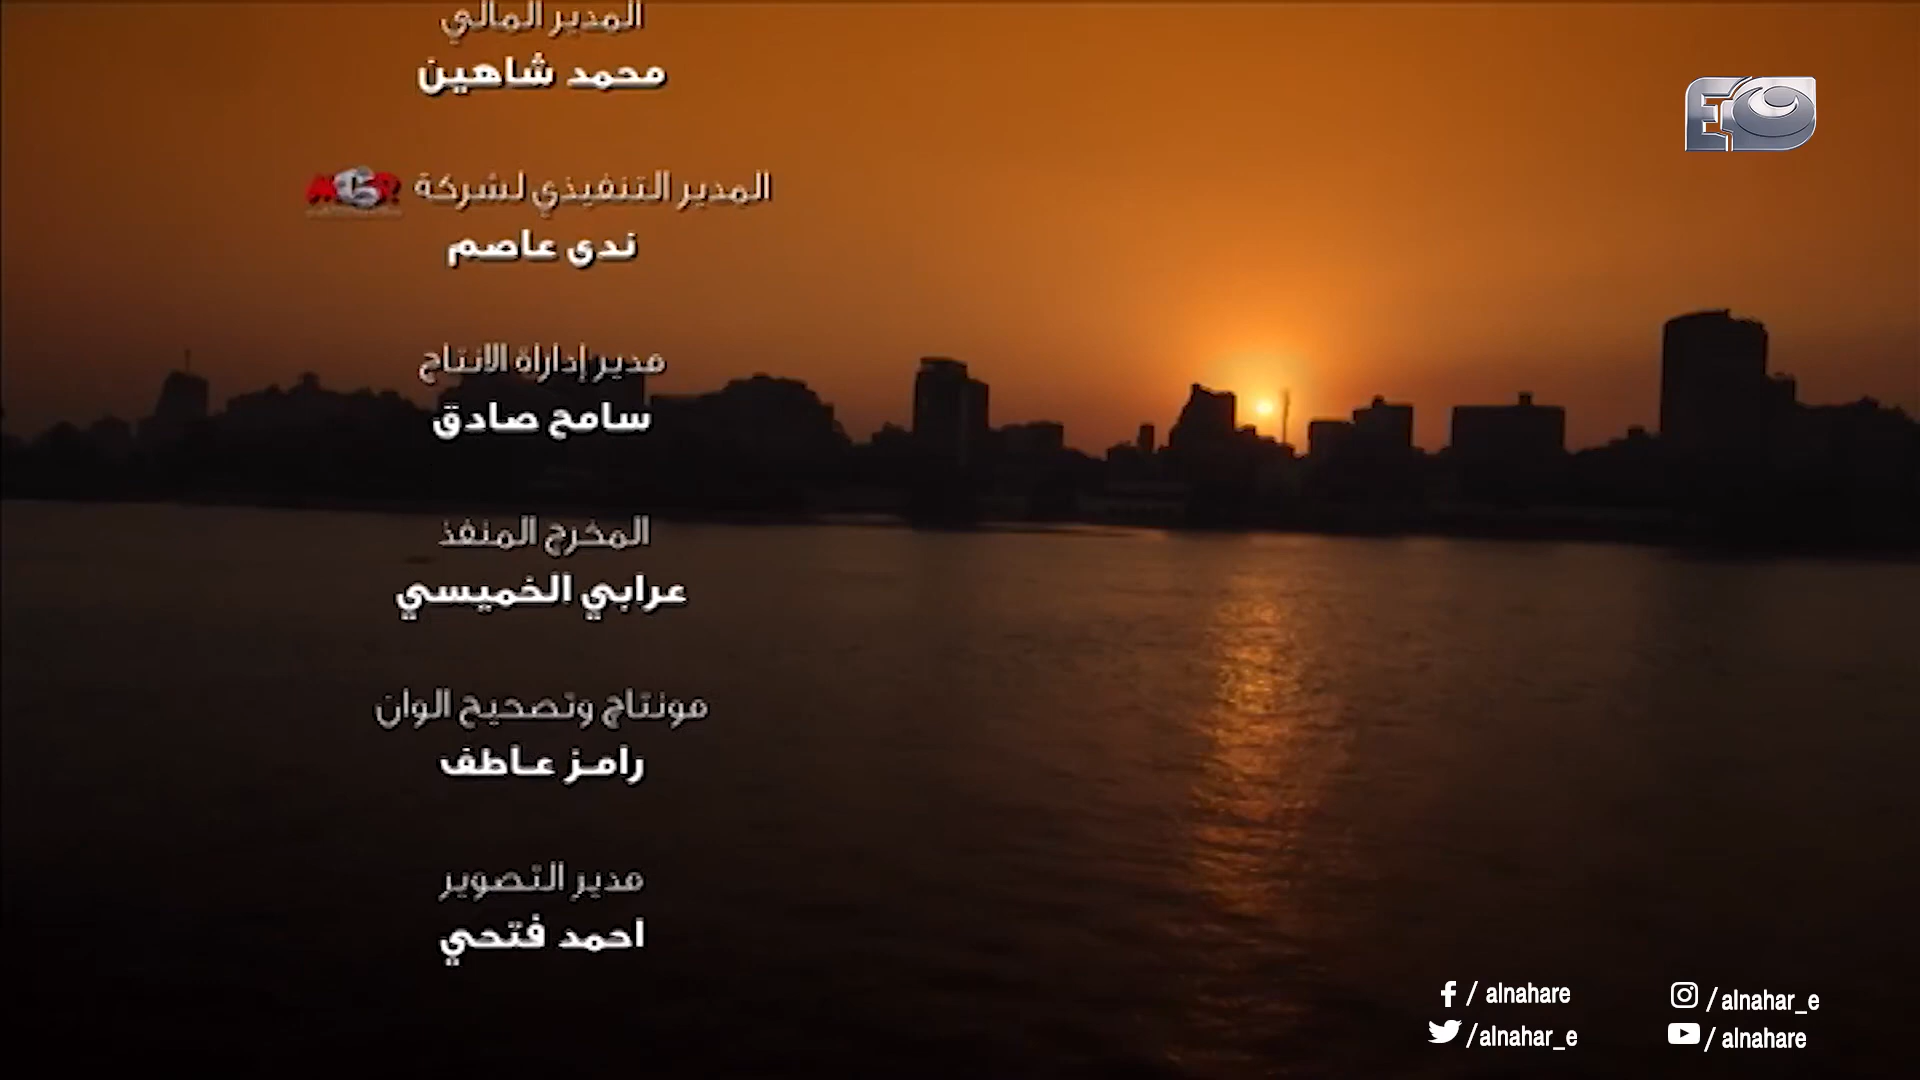 المدير المالي
محمد شاهين
المدير التنفيذي لشركة
ندى عاصم
مدير إداراة الانتاج
سامح صادق
المخرج المنفذ
عرابي الخميسي
مونتاج وتصحيح الوان
رامز عاطف
مدير التصوير
احمد فتحي
/ alnahare
/alnahar_e
/alnahar_e
/ alnahare